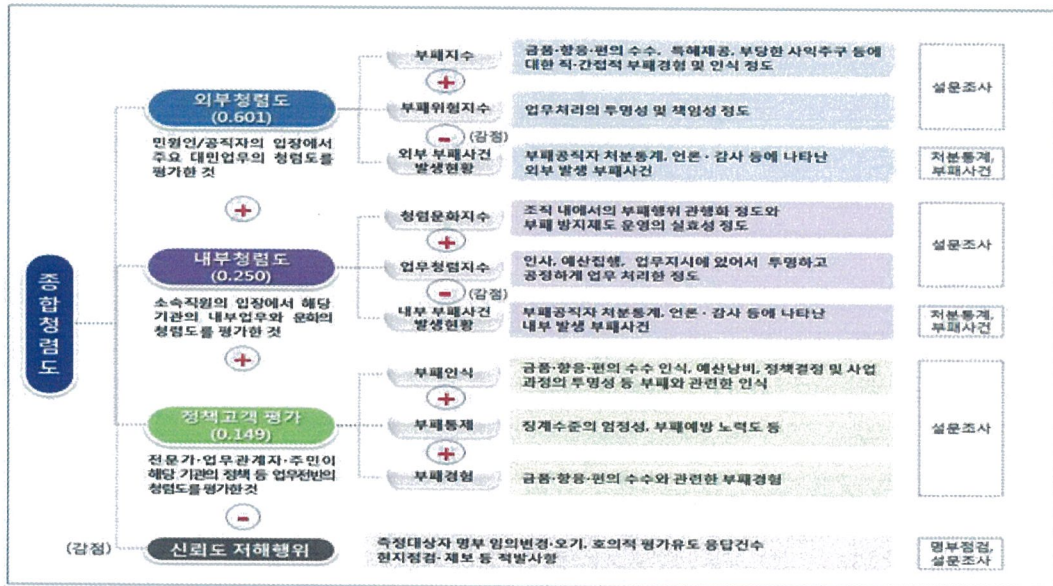 종합청렴도
외부청렴도
(0.601)
민원인/공직자의 입장에서
주요 대민업무의 청렴도를
평가한 것
+
부패지수
금품·향응·편의 수수, 특혜제공, 부당한 사익추구 등에
대한 직·간접적 부패경험 및 인식 정도
+
부패위험지수
업무처리의 투명성 및 책임성 정도
- (감점)
외부 부패사건
발생현황
부패공직자 처분통계, 언론·감사 등에 나타난
외부 발생 부패사건
설문조사
처분통계,
부패사건
내부청렴도
(0.250)
소속직원의 입장에서 해당
기관의 내부업무와 문화의
청렴도를 평가한 것
+
청렴문화지수
조직 내에서의 부패행위 관행화 정도와
부패 방지제도 운영의 실효성 정도
+
업무청렴지수
인사, 예산집행, 업무지시에 있어서 투명하고
공정하게 업무 처리한 정도
- (감점)
내부 부패사건
발생현황
부패공직자 처분통계, 언론·감사 등에 나타난
내부 발생 부패사건
설문조사
처분통계,
부패사건
정책고객 평가
(0.149)
전문가·업무관계자·주민이
해당 기관의 정책 등 업무전반의
청렴도를 평가한 것
-
부패인식
금품·향응·편의 수수 인식, 예산낭비, 정책결정 및 사업
과정의 투명성 등 부패와 관련한 인식
+
부패통제
징계수준의 엄정성, 부패예방 노력도 등
+
부패경험
금품·향응·편의 수수와 관련한 부패경험
설문조사
(감점)
신뢰도 저해행위
측정대상자 명부 임의변경·오기, 호의적 평가유도 응답건수
현지점검·제보 등 적발사항
명부점검,
설문조사